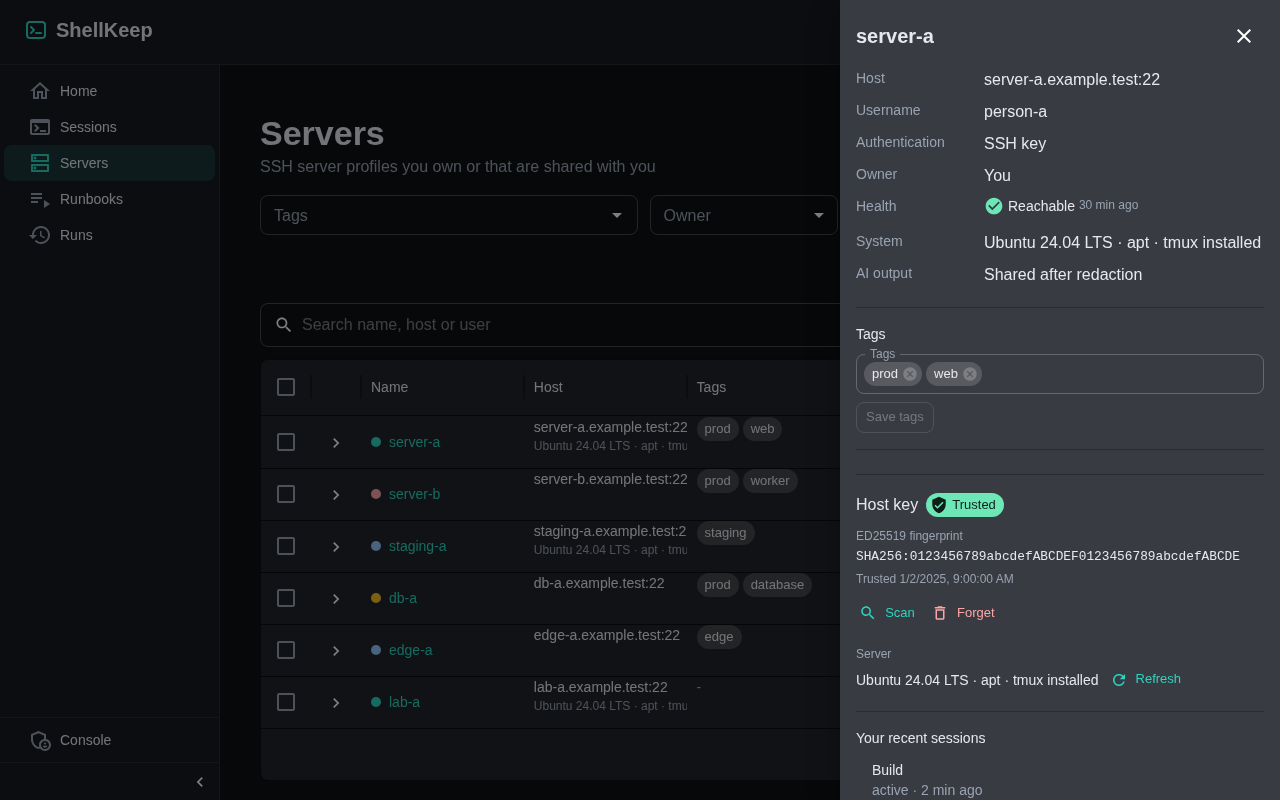 ShellKeep
Home
Sessions
Servers
Runbooks
Runs
Console
Servers
SSH server profiles you own or that are shared with you
Tags
Owner
Search name, host or user
Name Host Tags
server-a server-a.example.test:22 prod web
Ubuntu 24.04 LTS · apt · tmu
server-b server-b.example.test:22 prod worker
staging-a staging-a.example.test:2 staging
Ubuntu 24.04 LTS · apt · tmu
db-a db-a.example.test:22 prod database
edge-a edge-a.example.test:22 edge
lab-a lab-a.example.test:22 -
Ubuntu 24.04 LTS · apt · tmu
server-a
Host server-a.example.test:22
Username person-a
Authentication SSH key
Owner You
Health Reachable 30 min ago
System Ubuntu 24.04 LTS · apt · tmux installed
AI output Shared after redaction
Tags
Tags
prod web
Save tags
Host key Trusted
ED25519 fingerprint
SHA256:0123456789abcdefABCDEF0123456789abcdefABCDE
Trusted 1/2/2025, 9:00:00 AM
Scan Forget
Server
Ubuntu 24.04 LTS · apt · tmux installed Refresh
Your recent sessions
Build
active · 2 min ago